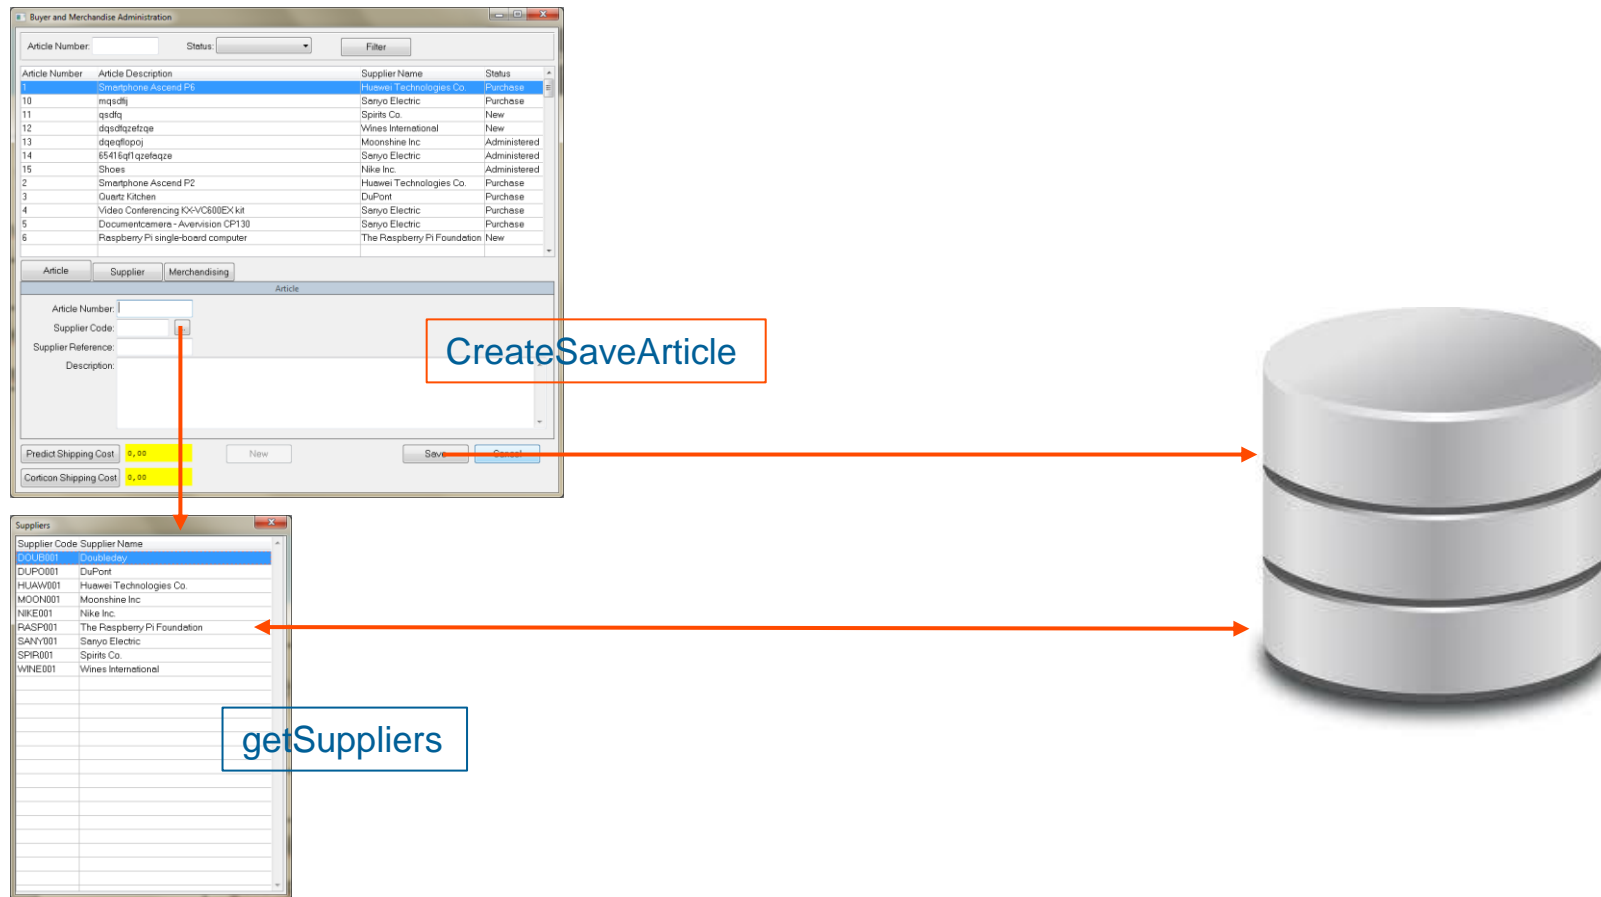 Buyer and Merchandise Administration
Article Number: Status: Filter
Article Number Article Description Supplier Name Status
1 Smartphone Ascend P6 Huawei Technologies Co. Purchase
10 mqsdflj Sanyo Electric Purchase
11 qsdfq Spirits Co. New
12 dqsdfqzefzqe Wines International New
13 dqeqflopoj Moonshine Inc Administered
14 65416qf1qzefaqze Sanyo Electric Administered
15 Shoes Nike Inc. Administered
2 Smartphone Ascend P2 Huawei Technologies Co. Purchase
3 Quartz Kitchen DuPont Purchase
4 Video Conferencing KX-VC600EX kit Sanyo Electric Purchase
5 Documentcamera - Avervision CP130 Sanyo Electric Purchase
6 Raspberry Pi single-board computer The Raspberry Pi Foundation New
Article Supplier Merchandising
Article
Article Number:
Supplier Code:
Supplier Reference:
Description:
CreateSaveArticle
Predict Shipping Cost 0,00 New Save Cancel
Corticon Shipping Cost 0,00
Suppliers
Supplier Code Supplier Name
DOUB001 Doubleday
DUPO001 DuPont
HUAW001 Huawei Technologies Co.
MOON001 Moonshine Inc
NIKE001 Nike Inc.
RASP001 The Raspberry Pi Foundation
SANY001 Sanyo Electric
SPIR001 Spirits Co.
WINE001 Wines International
getSuppliers